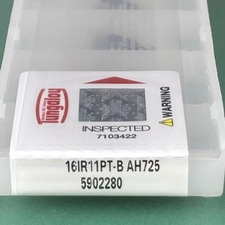 Tungaloy
INSPECTED
7103422
WARNING
16IR11PT-B AH725
5902280